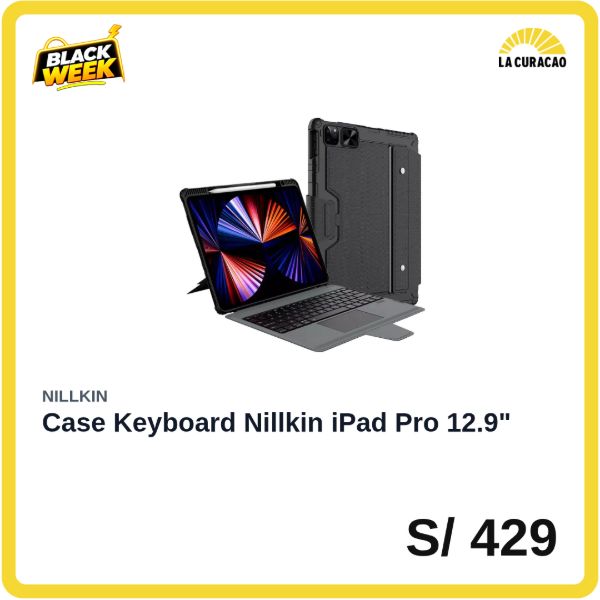 BLACK
WEEK
LA CURACAO
NILLKIN
Case Keyboard Nillkin iPad Pro 12.9"
S/ 429